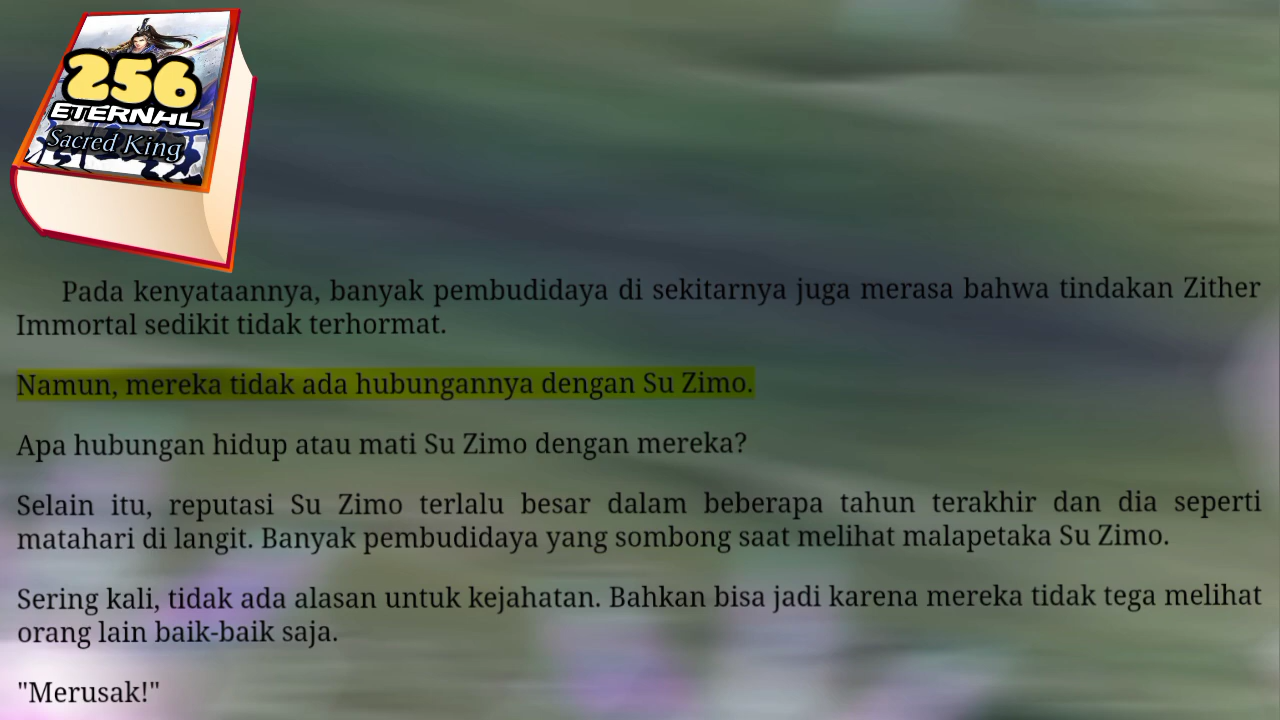 256
ETERNAL
Sacred King
Pada kenyataannya, banyak pembudidaya di sekitarnya juga merasa bahwa tindakan Zither
Immortal sedikit tidak terhormat.
Namun, mereka tidak ada hubungannya dengan Su Zimo.
Apa hubungan hidup atau mati Su Zimo dengan mereka?
Selain itu, reputasi Su Zimo terlalu besar dalam beberapa tahun terakhir dan dia seperti
matahari di langit. Banyak pembudidaya yang sombong saat melihat malapetaka Su Zimo.
Sering kali, tidak ada alasan untuk kejahatan. Bahkan bisa jadi karena mereka tidak tega melihat
orang lain baik-baik saja.
"Merusak!"